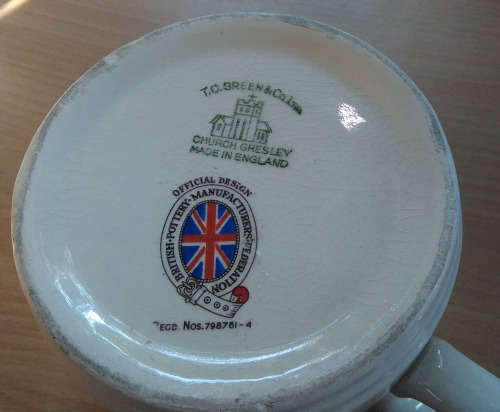 T.G. GREEN & Co. LTD.
CHURCH GRESLEY
MADE IN ENGLAND
OFFICIAL DESIGN
BRITISH·POTTERY·MANUFACTURERS·FEDERATION
REGD. Nos. 798761-4